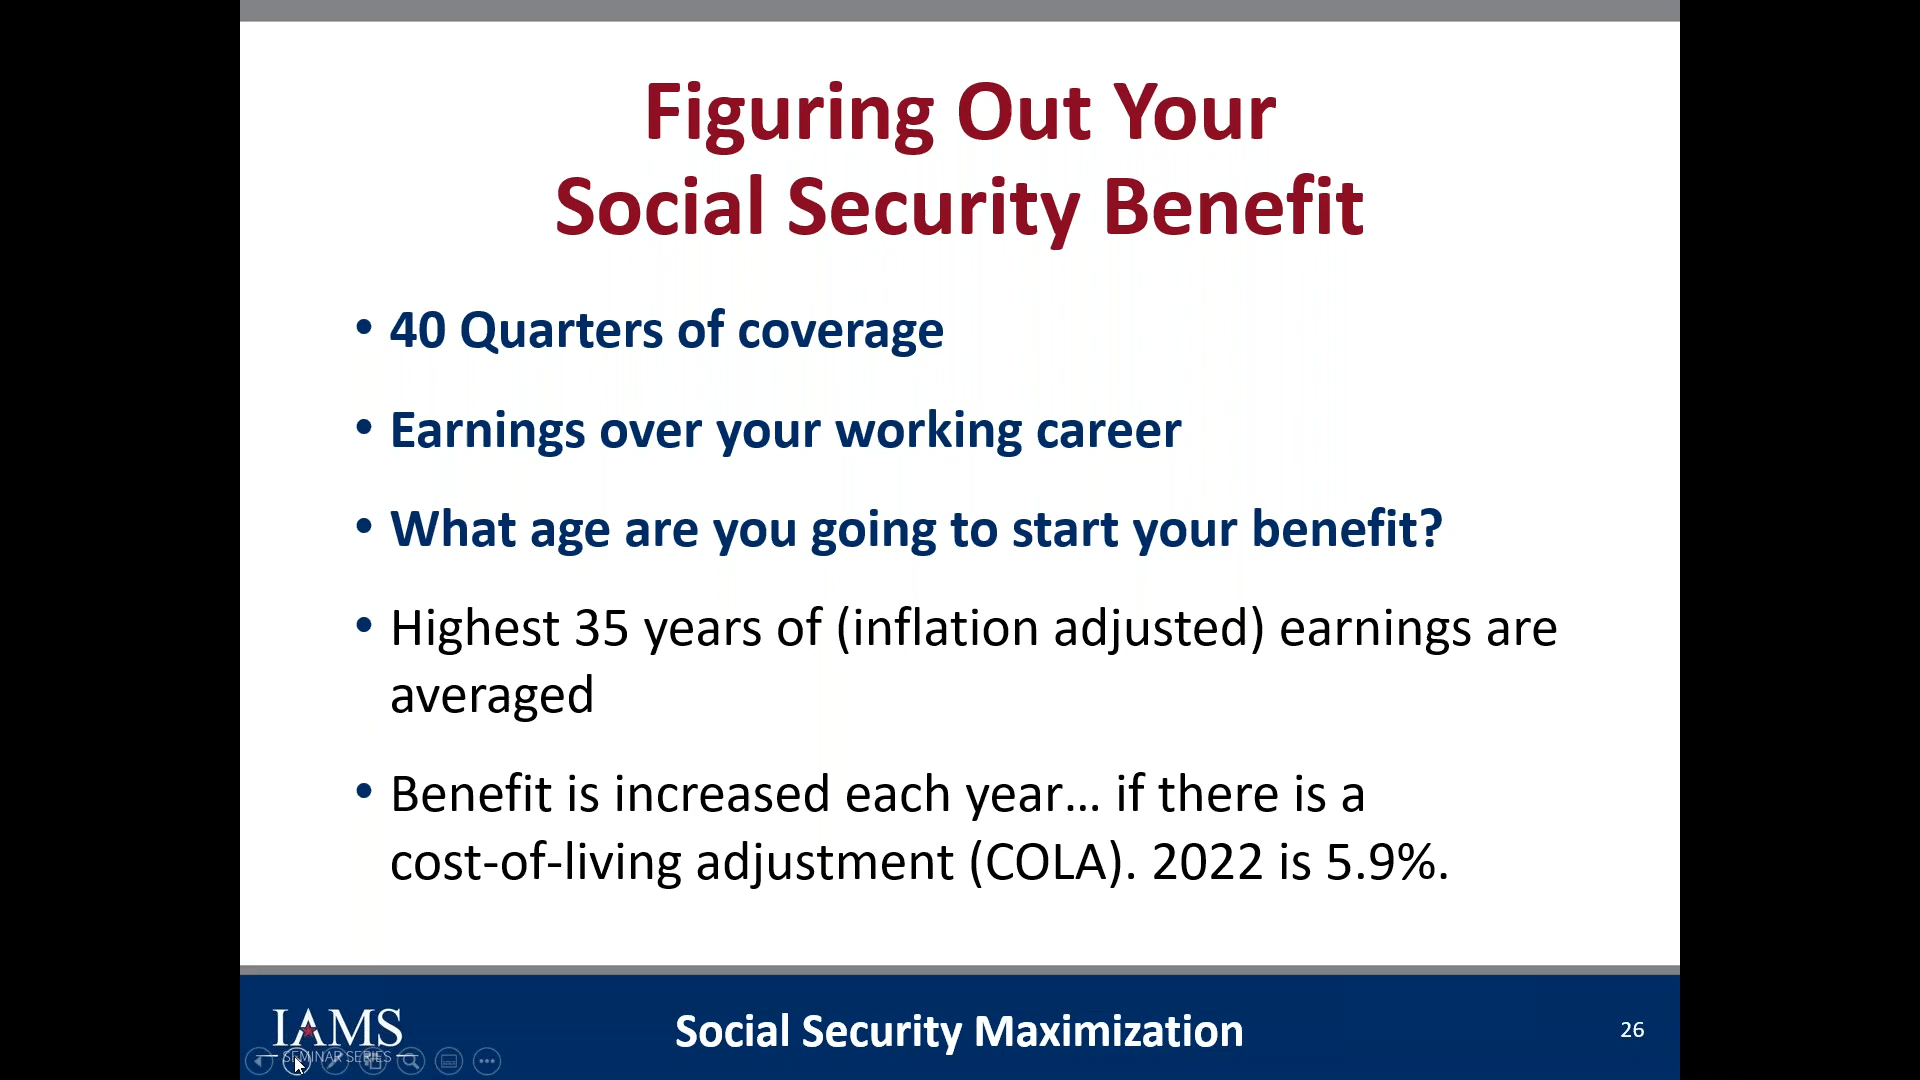 Figuring Out Your
Social Security Benefit
• 40 Quarters of coverage
• Earnings over your working career
• What age are you going to start your benefit?
• Highest 35 years of (inflation adjusted) earnings are
averaged
• Benefit is increased each year... if there is a
cost-of-living adjustment (COLA). 2022 is 5.9%.
IAMS
SEMINAR SERIES
Social Security Maximization
26